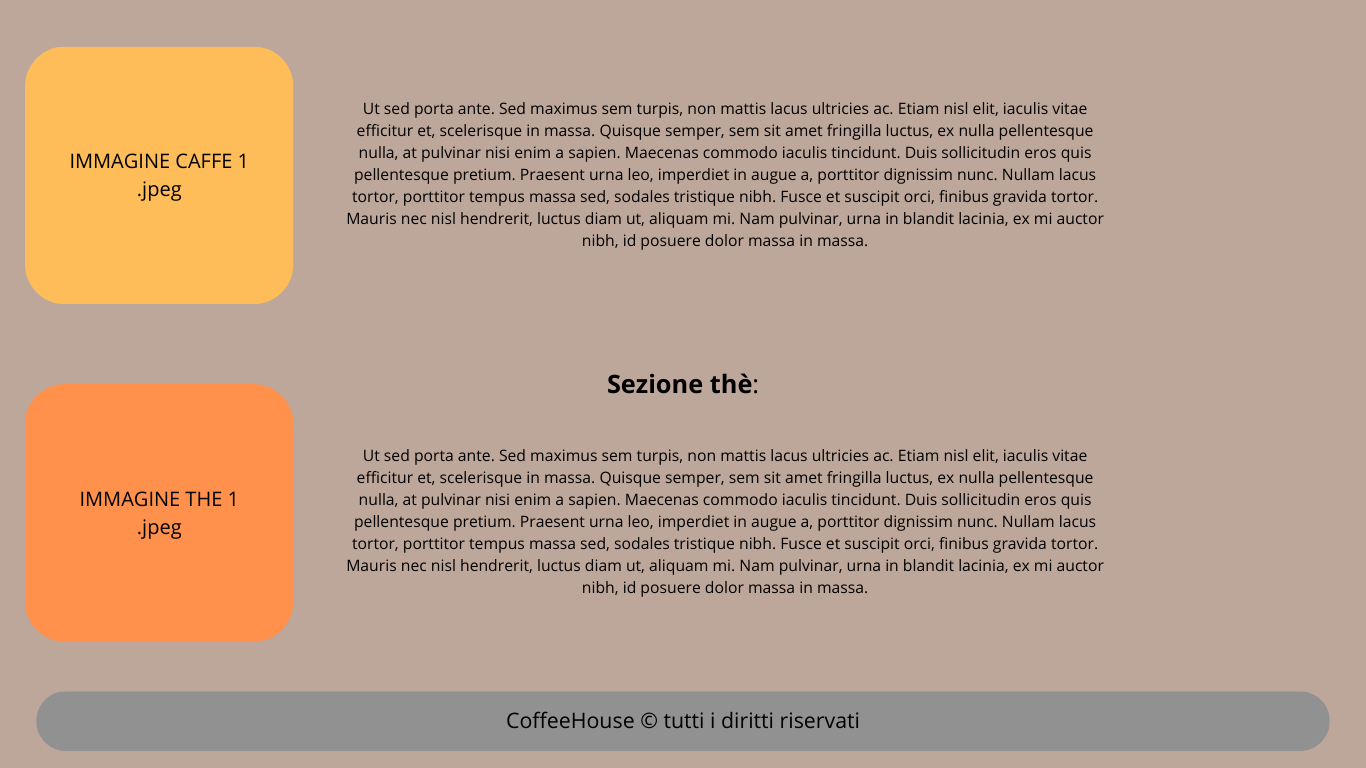 IMMAGINE CAFFE 1
.jpeg
Ut sed porta ante. Sed maximus sem turpis, non mattis lacus ultricies ac. Etiam nisl elit, iaculis vitae
efficitur et, scelerisque in massa. Quisque semper, sem sit amet fringilla luctus, ex nulla pellentesque
nulla, at pulvinar nisi enim a sapien. Maecenas commodo iaculis tincidunt. Duis sollicitudin eros quis
pellentesque pretium. Praesent urna leo, imperdiet in augue a, porttitor dignissim nunc. Nullam lacus
tortor, porttitor tempus massa sed, sodales tristique nibh. Fusce et suscipit orci, finibus gravida tortor.
Mauris nec nisl hendrerit, luctus diam ut, aliquam mi. Nam pulvinar, urna in blandit lacinia, ex mi auctor
nibh, id posuere dolor massa in massa.
Sezione thè:
IMMAGINE THE 1
.jpeg
Ut sed porta ante. Sed maximus sem turpis, non mattis lacus ultricies ac. Etiam nisl elit, iaculis vitae
efficitur et, scelerisque in massa. Quisque semper, sem sit amet fringilla luctus, ex nulla pellentesque
nulla, at pulvinar nisi enim a sapien. Maecenas commodo iaculis tincidunt. Duis sollicitudin eros quis
pellentesque pretium. Praesent urna leo, imperdiet in augue a, porttitor dignissim nunc. Nullam lacus
tortor, porttitor tempus massa sed, sodales tristique nibh. Fusce et suscipit orci, finibus gravida tortor.
Mauris nec nisl hendrerit, luctus diam ut, aliquam mi. Nam pulvinar, urna in blandit lacinia, ex mi auctor
nibh, id posuere dolor massa in massa.
CoffeeHouse © tutti i diritti riservati